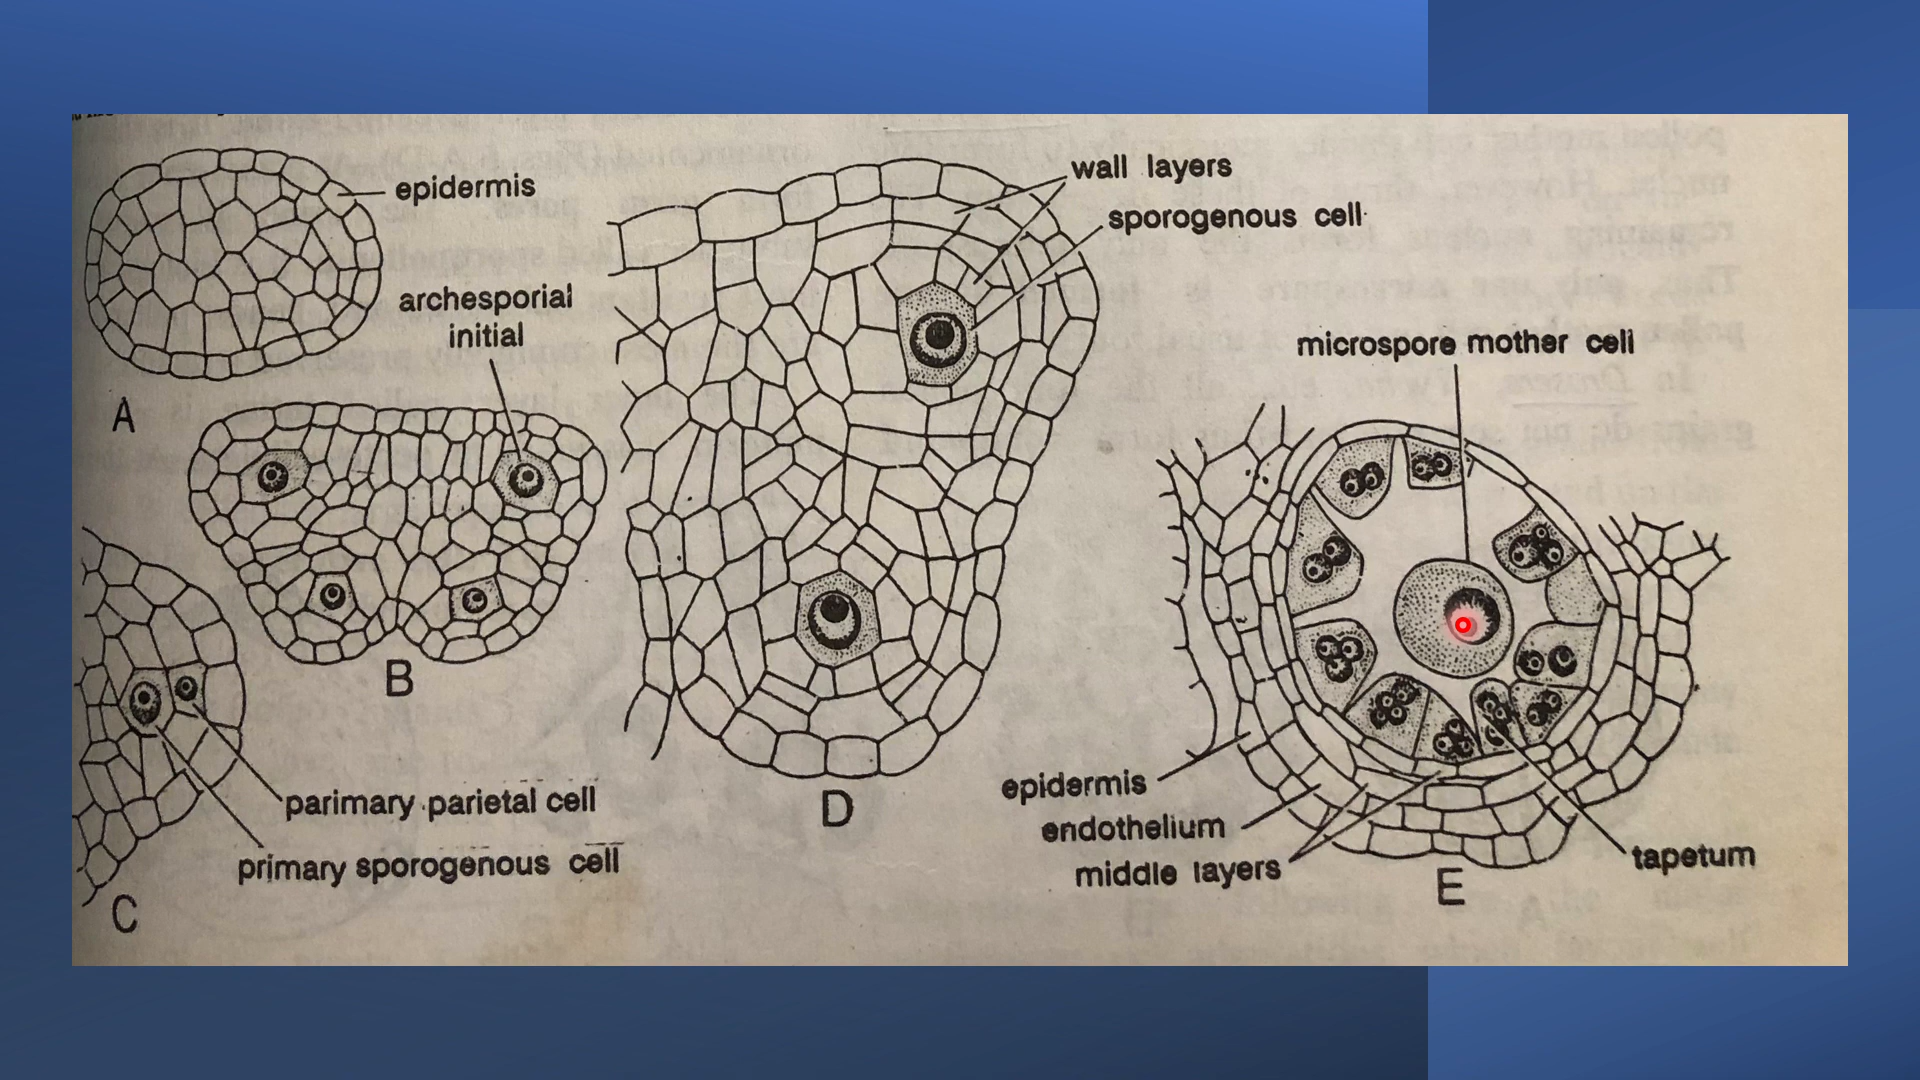 epidermis
archesporial
initial
A
B
parimary parietal cell
primary sporogenous cell
C
wall layers
sporogenous cell
D
microspore mother cell
epidermis
endothelium
middle layers
tapetum
E